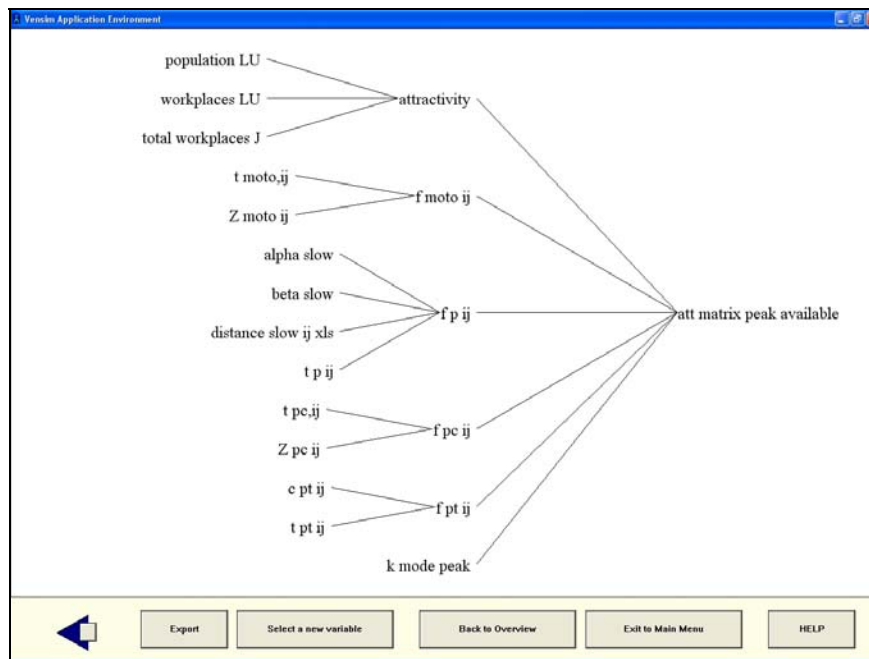 Vensim Application Environment
population LU
workplaces LU
attractivity
total workplaces J
t moto,ij
f moto ij
Z moto ij
alpha slow
beta slow
f p ij
att matrix peak available
distance slow ij xls
t p ij
t pc,ij
f pc ij
Z pc ij
c pt ij
f pt ij
t pt ij
k mode peak
Export
Select a new variable
Back to Overview
Exit to Main Menu
HELP